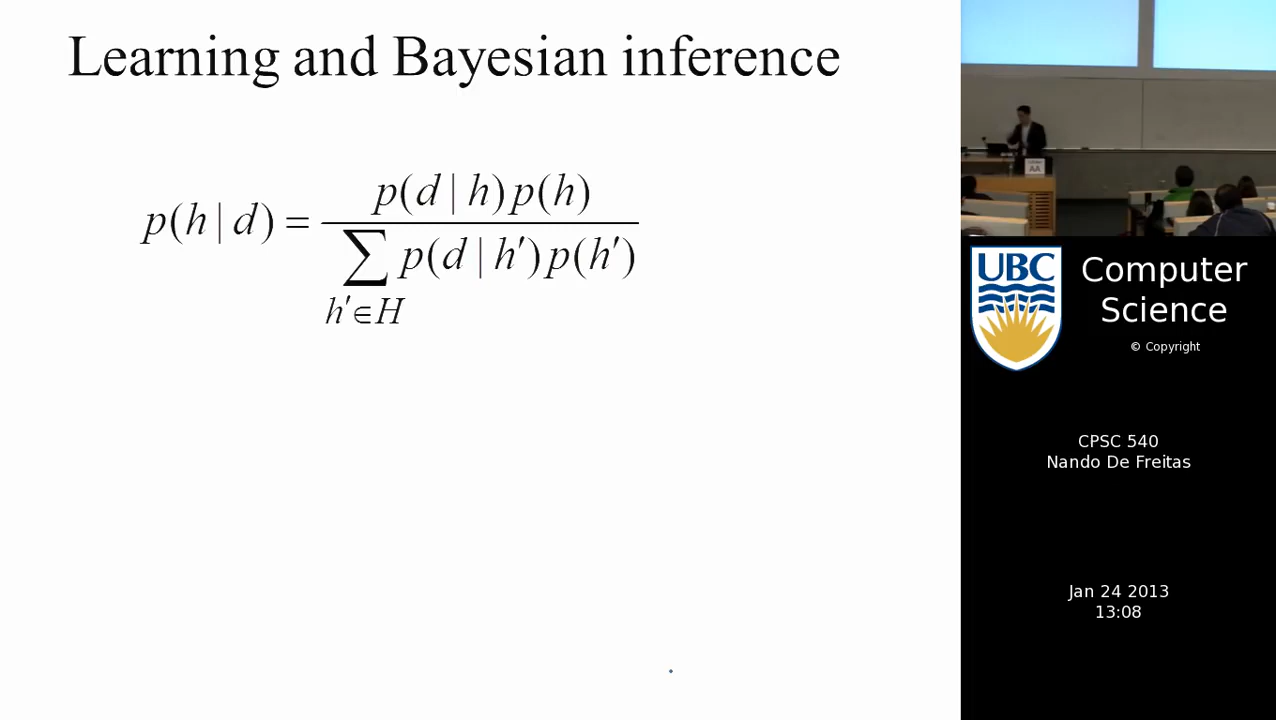 Learning and Bayesian inference
p(h | d) = p(d | h) p(h) / ∑ h′∈H p(d | h′) p(h′)
UBC
Computer
Science
© Copyright
CPSC 540
Nando De Freitas
Jan 24 2013
13:08